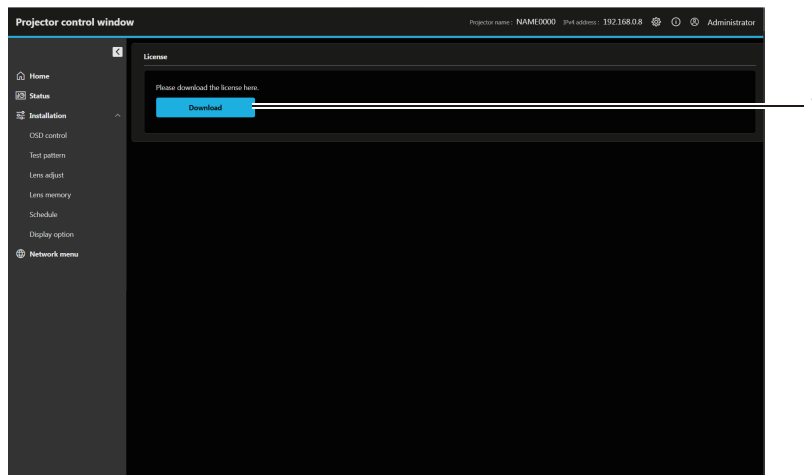 Projector control window
Projector name : NAME0000 IPv4 address : 192.168.0.8 Administrator
License
Home
Please download the license here.
Status
Download
Installation
OSD control
Test pattern
Lens adjust
Lens memory
Schedule
Display option
Network menu